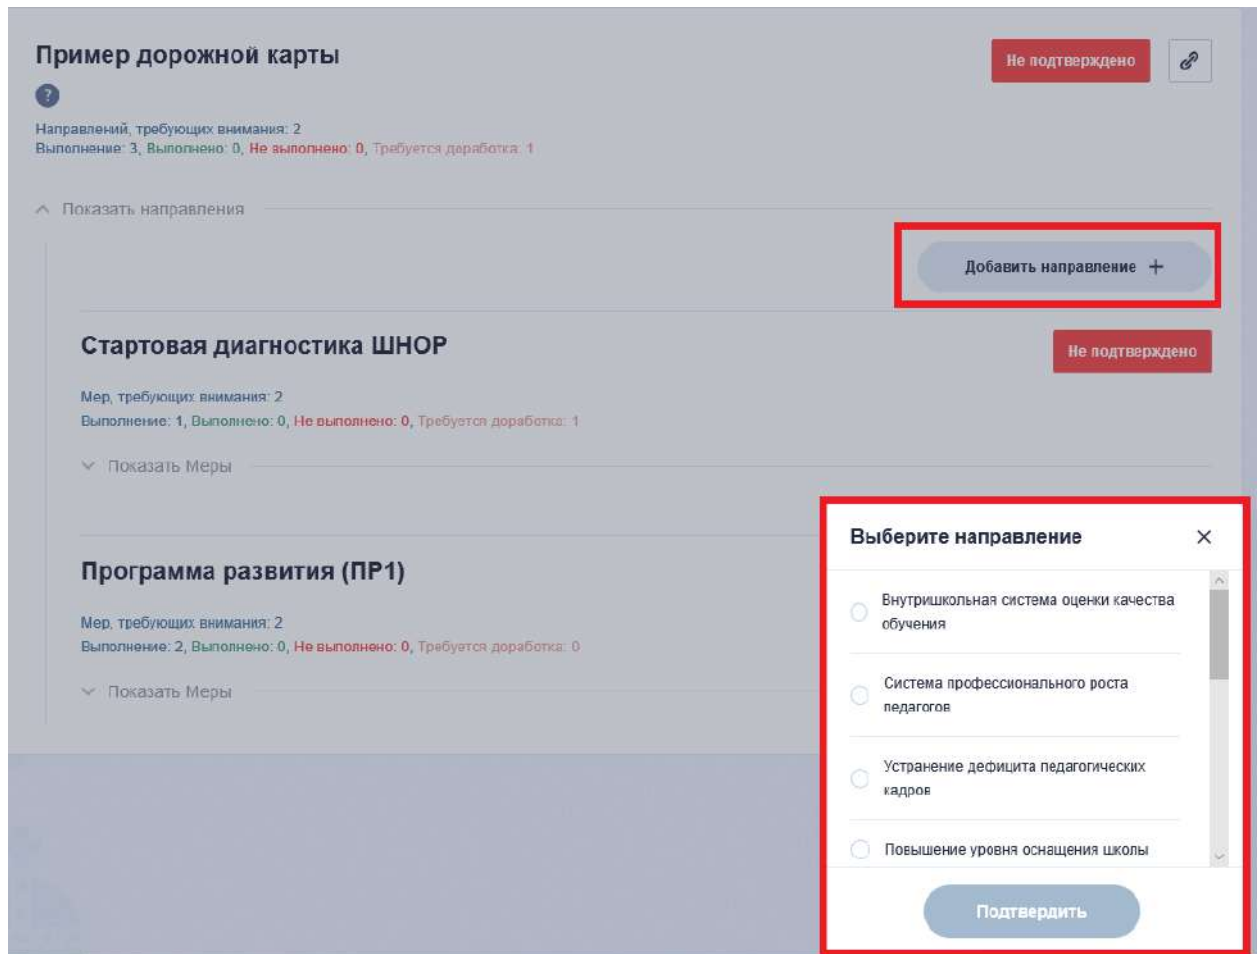 Пример дорожной карты
Не подтверждено
?
Направлений, требующих внимания: 2
Выполнение: 3, Выполнено: 0, Не выполнено: 0, Требуется доработка: 1
Показать направления
Добавить направление +
Стартовая диагностика ШНОР
Не подтверждено
Мер, требующих внимания: 2
Выполнение: 1, Выполнено: 0, Не выполнено: 0, Требуется доработка: 1
Показать Меры
Программа развития (ПР1)
Мер, требующих внимания: 2
Выполнение: 2, Выполнено: 0, Не выполнено: 0, Требуется доработка: 0
Показать Меры
Выберите направление
Внутришкольная система оценки качества
обучения
Система профессионального роста
педагогов
Устранение дефицита педагогических
кадров
Повышение уровня оснащения школы
Подтвердить